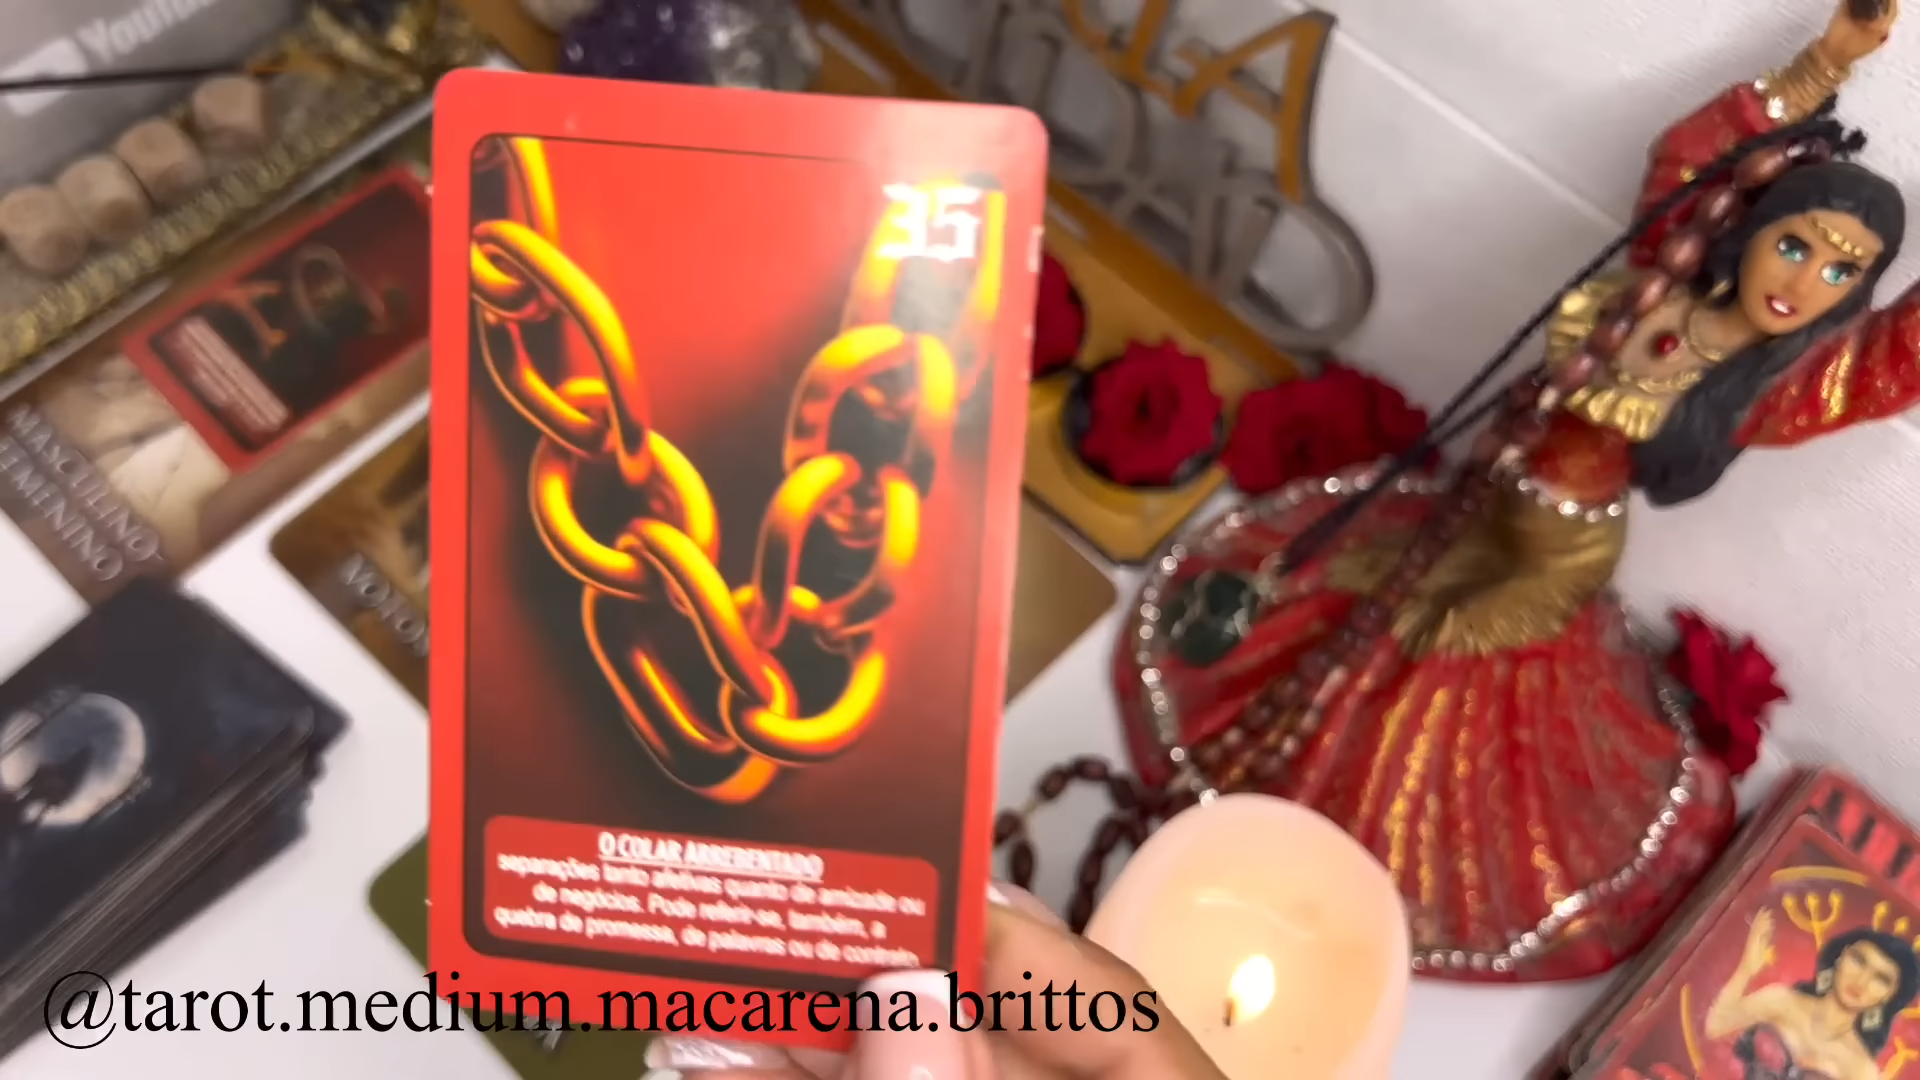 YouTube
35
MASCULINO-
FEMININO
O COLAR ARREBENTADO
separações tanto afetivas quanto de amizade ou
de negócios. Pode referir-se, também, a
quebra de promessa, de palavras ou de contrato.
@tarot.medium.macarena.brittos